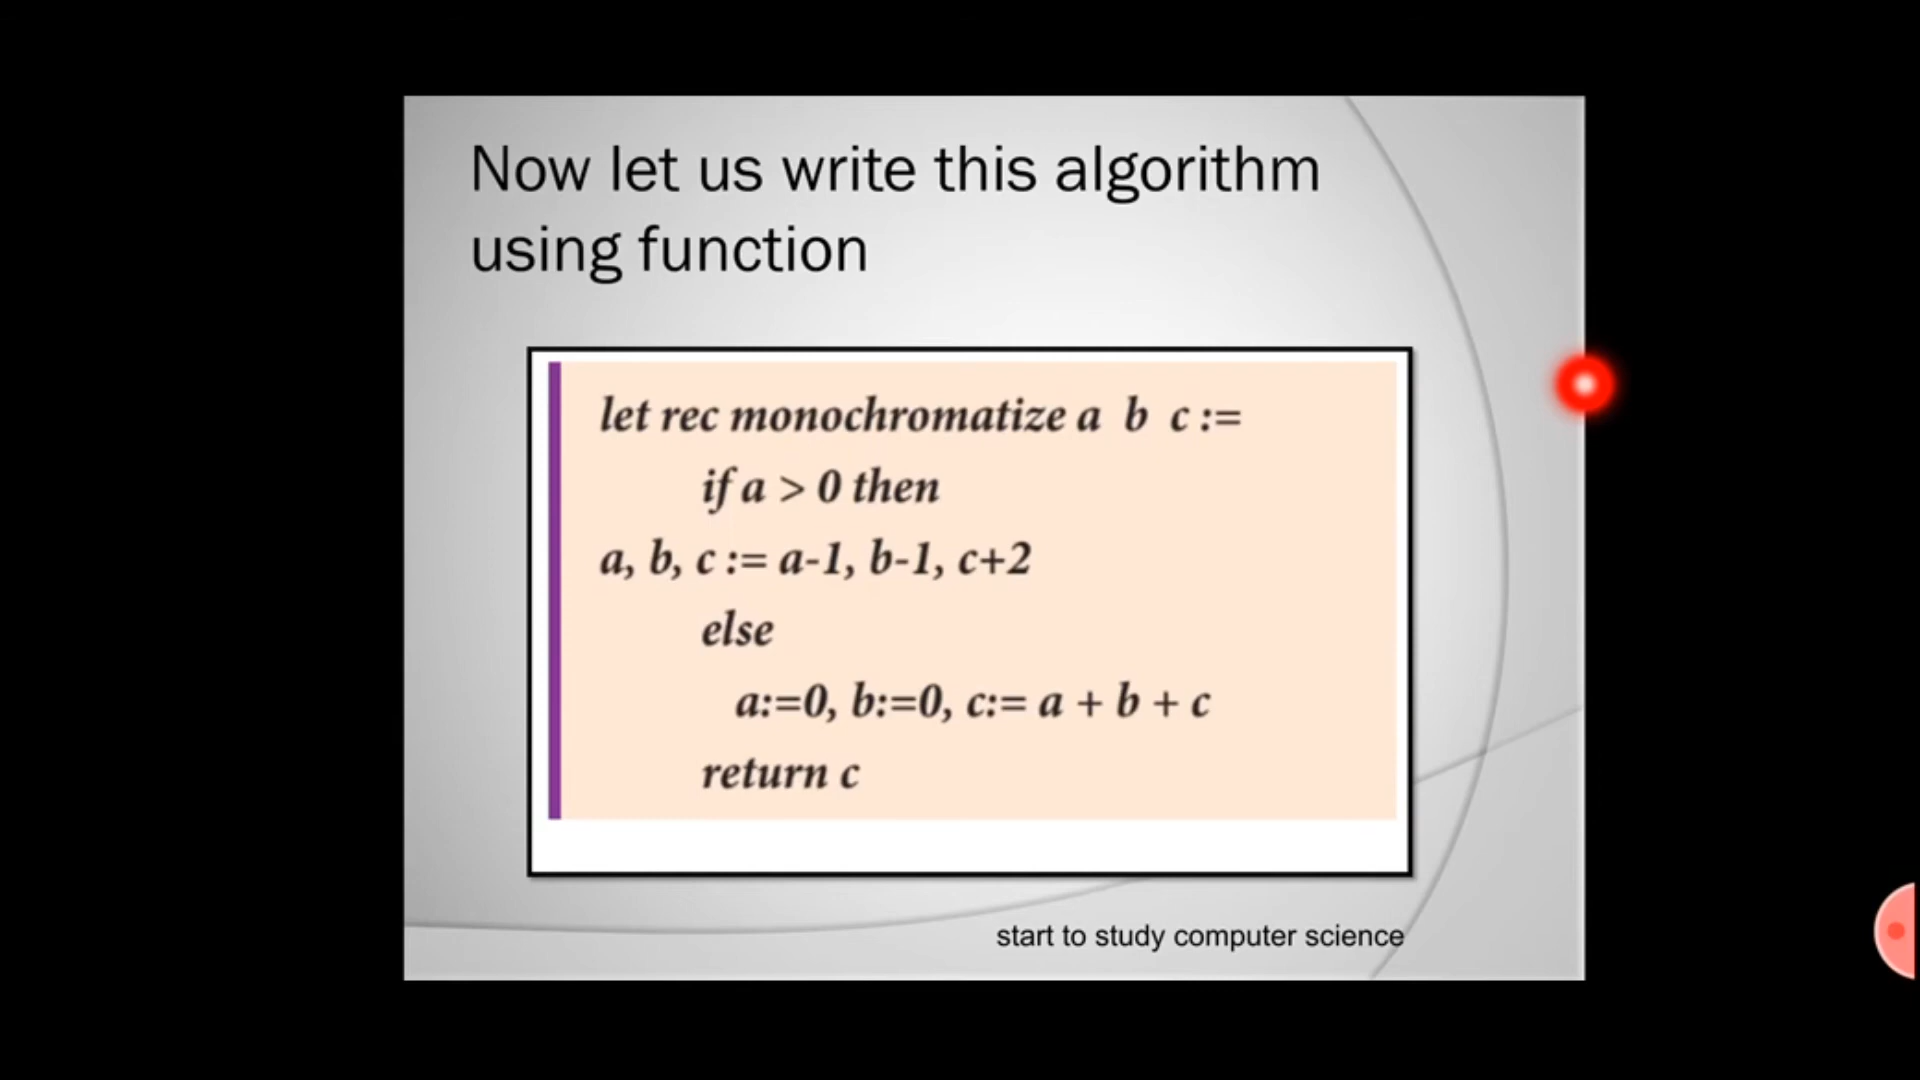 Now let us write this algorithm
using function
let rec monochromatize a b c :=
if a > 0 then
a, b, c := a-1, b-1, c+2
else
a:=0, b:=0, c:= a + b + c
return c
start to study computer science